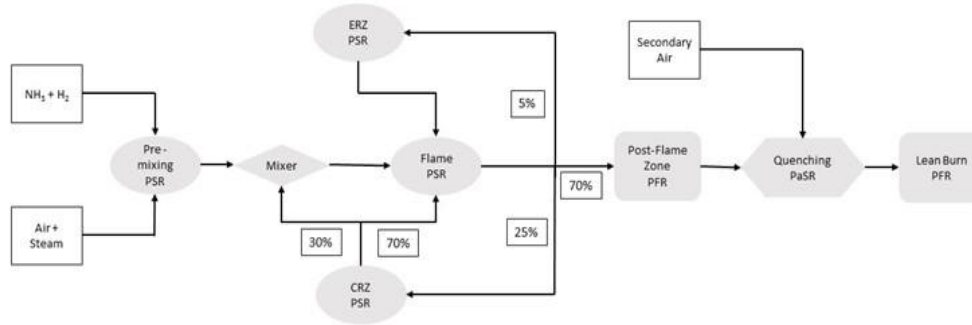 ERZ
PSR
Secondary
Air
NH₃ + H₂
5%
Pre -
mixing
PSR
Mixer
Flame
PSR
Post-Flame
Zone
PFR
Quenching
PaSR
Lean Burn
PFR
70%
Air +
Steam
30%
70%
25%
CRZ
PSR